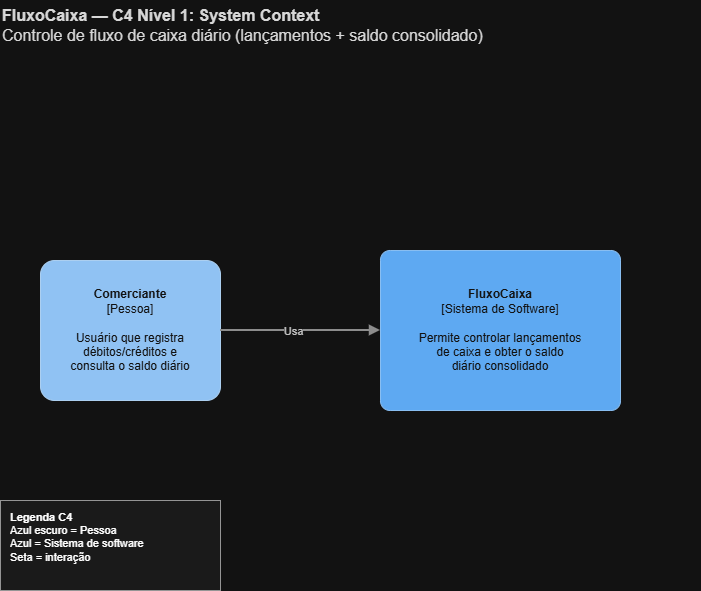 FluxoCaixa — C4 Nível 1: System Context
Controle de fluxo de caixa diário (lançamentos + saldo consolidado)
Comerciante
[Pessoa]
Usuário que registra
débitos/créditos e
consulta o saldo diário
Usa
FluxoCaixa
[Sistema de Software]
Permite controlar lançamentos
de caixa e obter o saldo
diário consolidado
Legenda C4
Azul escuro = Pessoa
Azul = Sistema de software
Seta = interação